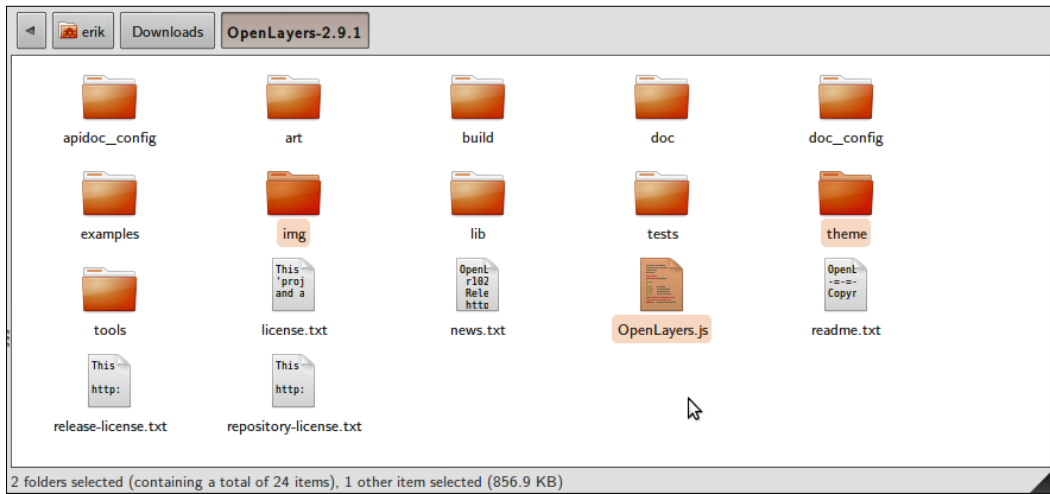 erik Downloads OpenLayers-2.9.1
apidoc_config art build doc doc_config
examples img lib tests theme
This
'proj
and a
OpenL
r102
Rele
http
OpenL
-=-=-
Copyr
tools license.txt news.txt OpenLayers.js readme.txt
This
http:
This
http:
release-license.txt repository-license.txt
2 folders selected (containing a total of 24 items), 1 other item selected (856.9 KB)